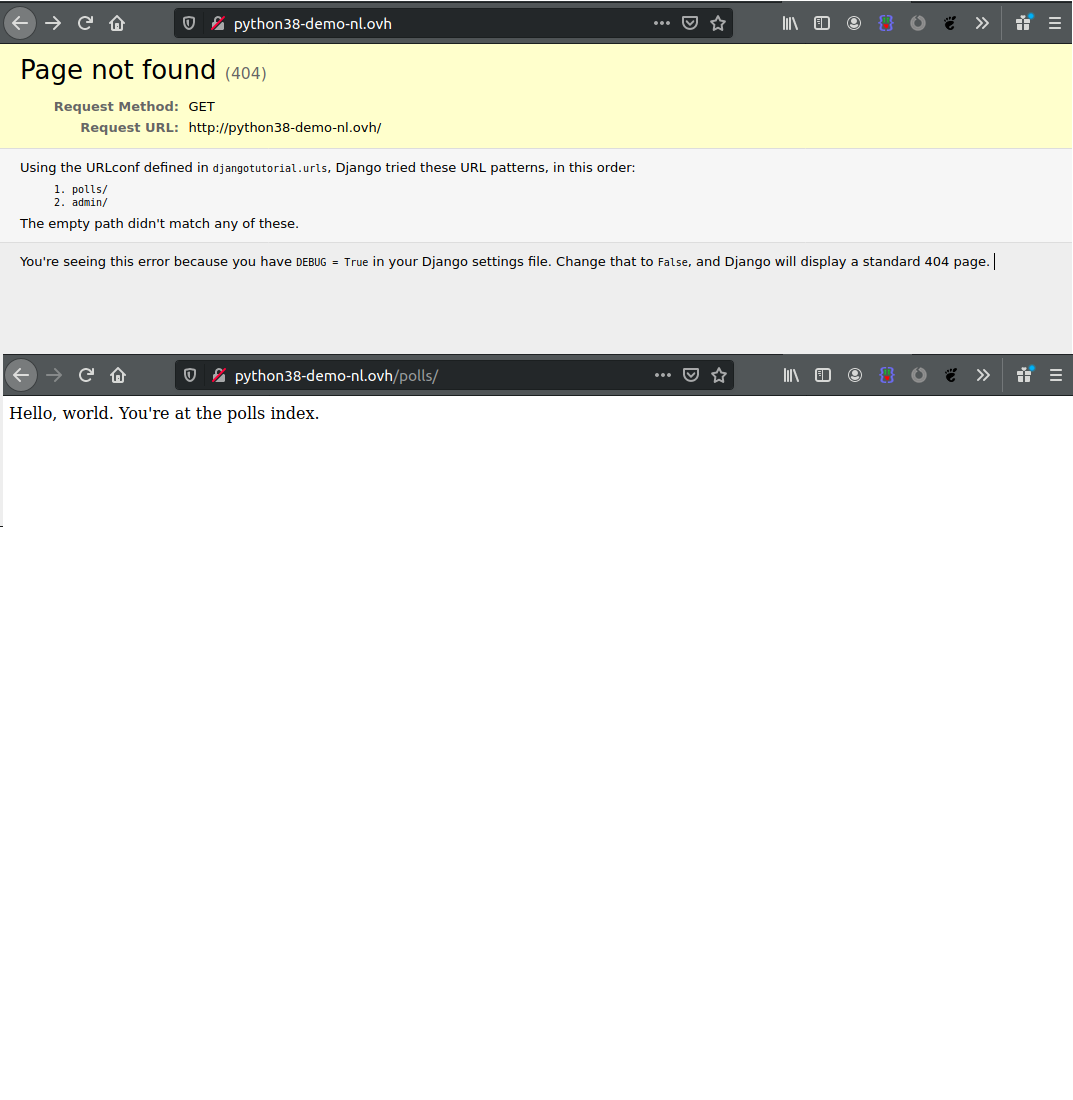 python38-demo-nl.ovh
Page not found (404)
Request Method: GET
Request URL: http://python38-demo-nl.ovh/
Using the URLconf defined in djangotutorial.urls, Django tried these URL patterns, in this order:
1. polls/
2. admin/
The empty path didn't match any of these.
You're seeing this error because you have DEBUG = True in your Django settings file. Change that to False, and Django will display a standard 404 page.
python38-demo-nl.ovh/polls/
Hello, world. You're at the polls index.